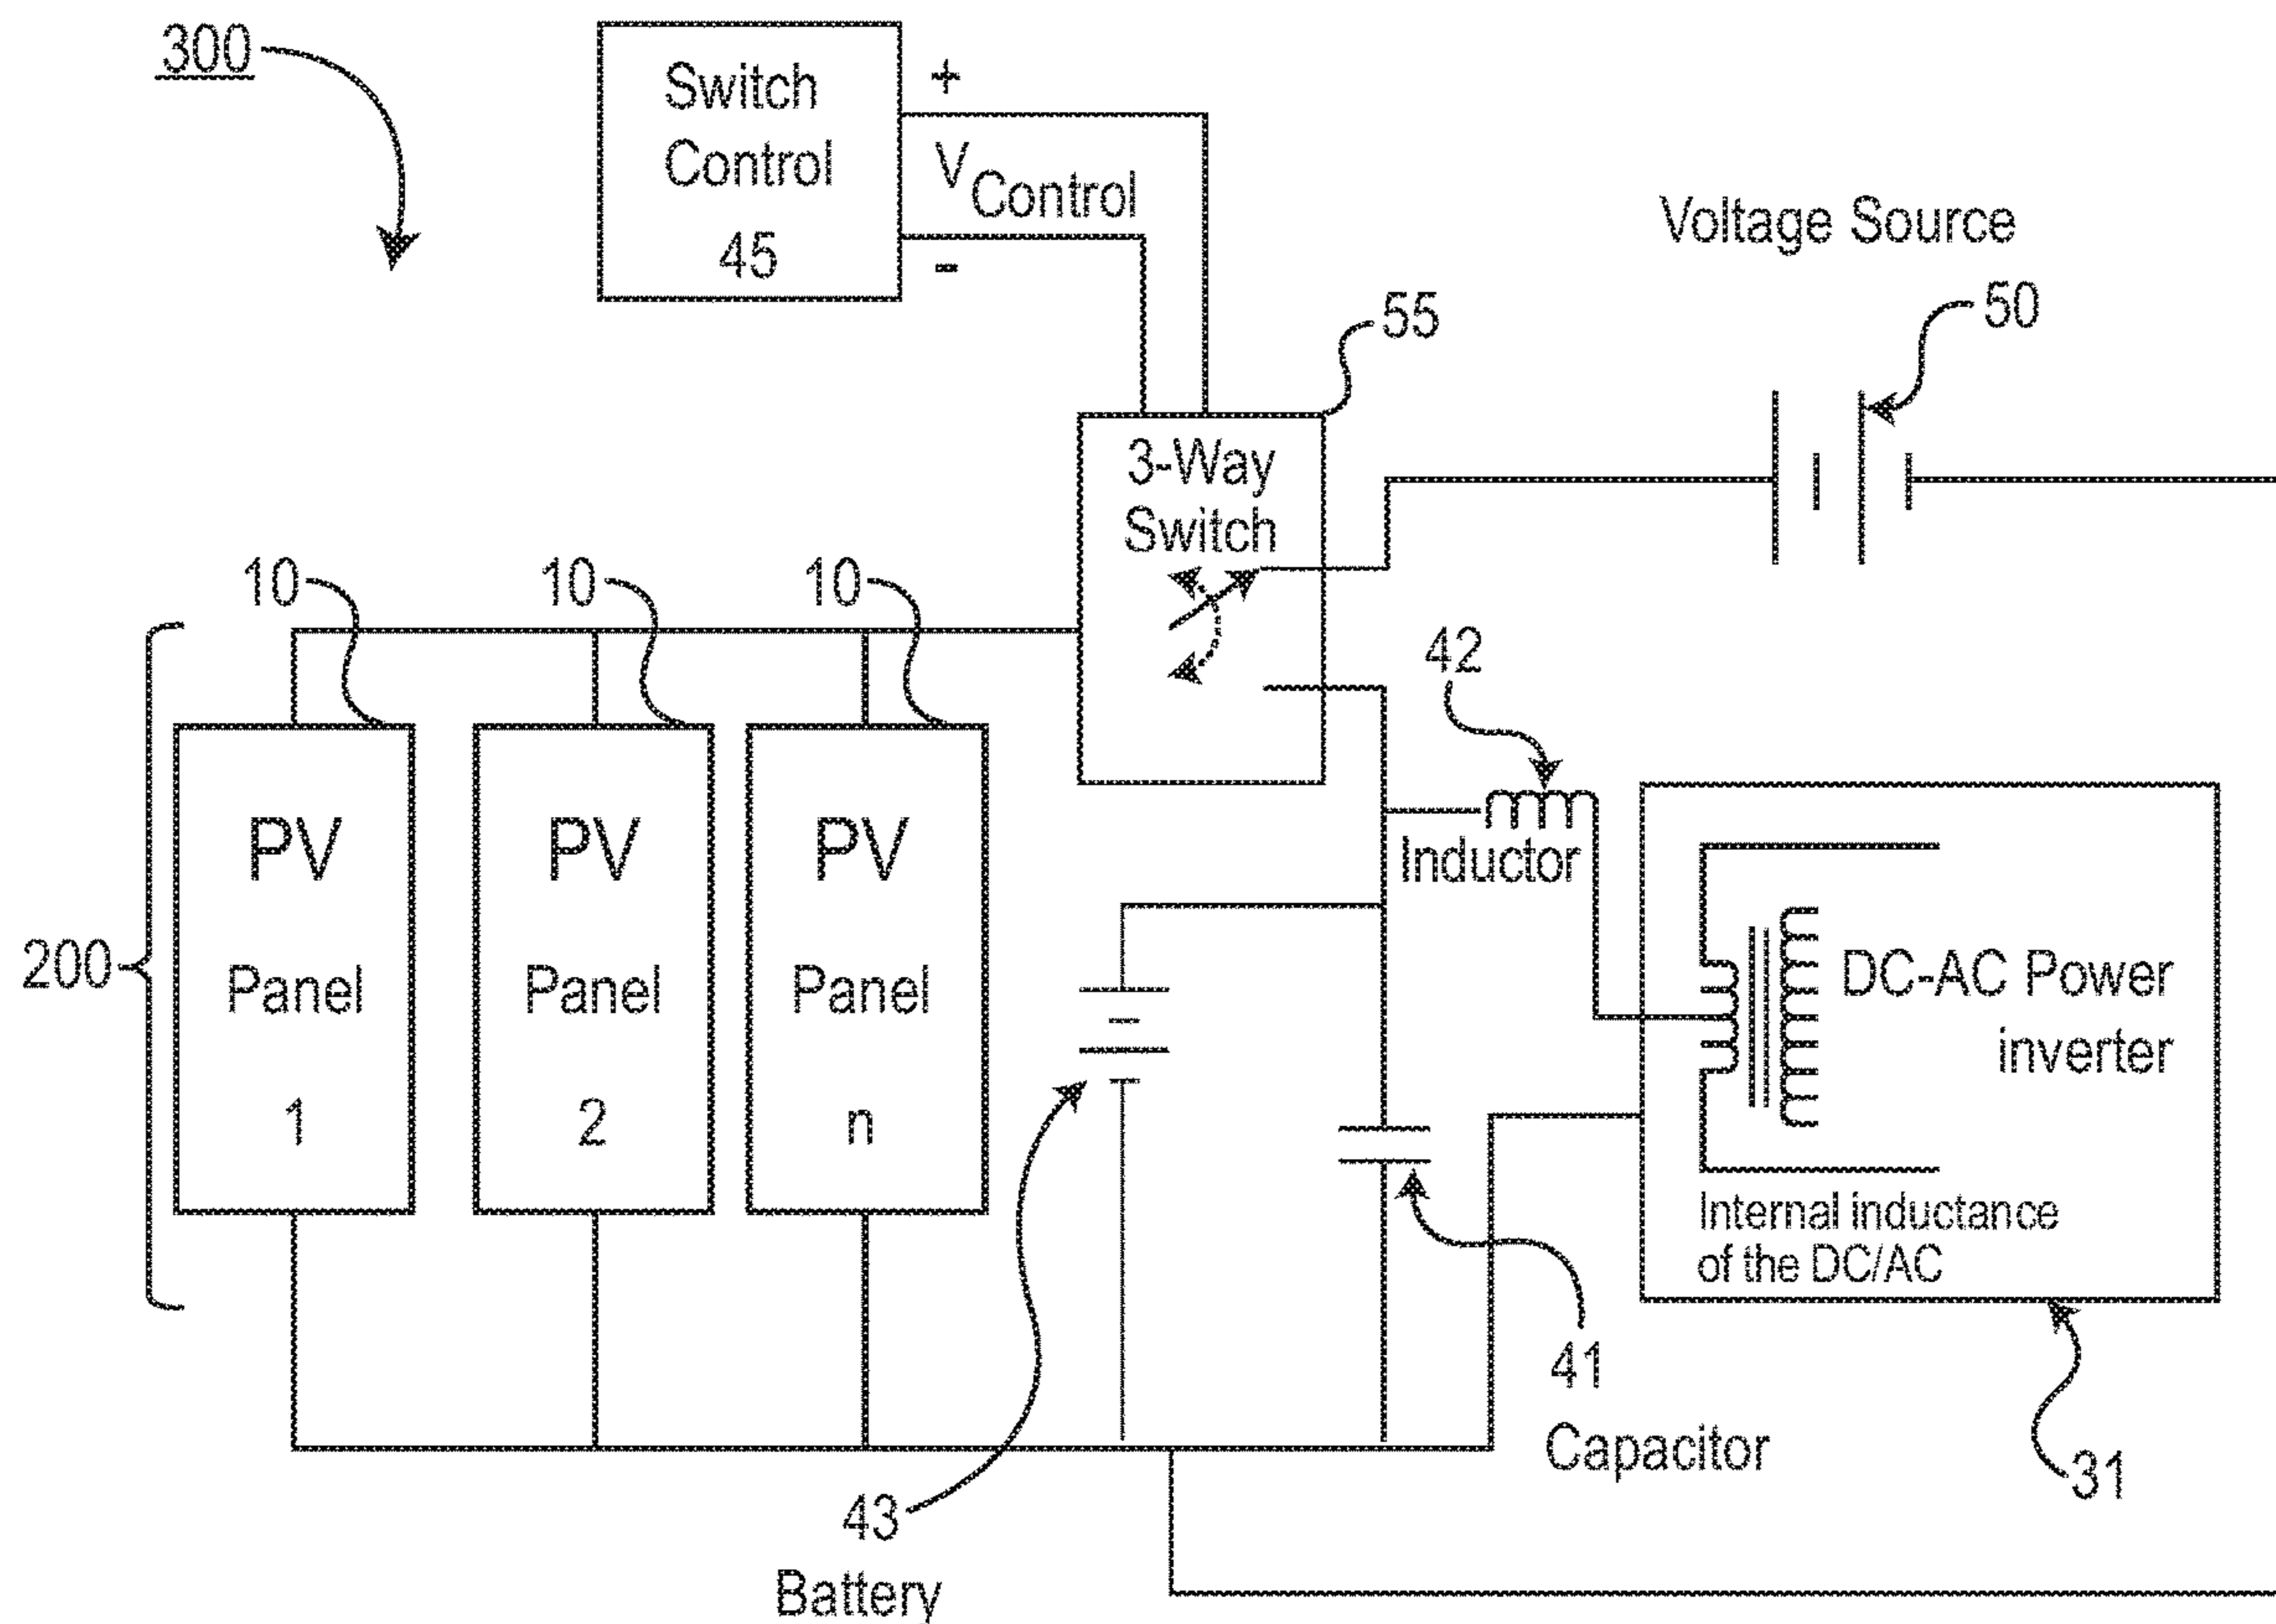 300
Switch
Control
45
+
VControl
-
Voltage Source
50
55
3-Way
Switch
10
10
10
42
Inductor
200
PV
Panel
1
PV
Panel
2
PV
Panel
n
DC-AC Power
inverter
Internal inductance
of the DC/AC
41
Capacitor
31
43
Battery